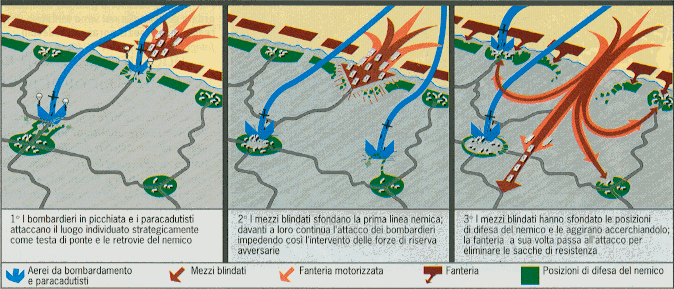 1° I bombardieri in picchiata e i paracadutisti
attaccano il luogo individuato strategicamente
come testa di ponte e le retrovie del nemico
2° I mezzi blindati sfondano la prima linea nemica;
davanti a loro continua l'attacco dei bombardieri
impedendo così l'intervento delle forze di riserva
avversarie
3° I mezzi blindati hanno sfondato le posizioni
di difesa del nemico e le aggirano accerchiandolo;
la fanteria a sua volta passa all'attacco per
eliminare le sacche di resistenza
Aerei da bombardamento
e paracadutisti
Mezzi blindati
Fanteria motorizzata
Fanteria
Posizioni di difesa del nemico